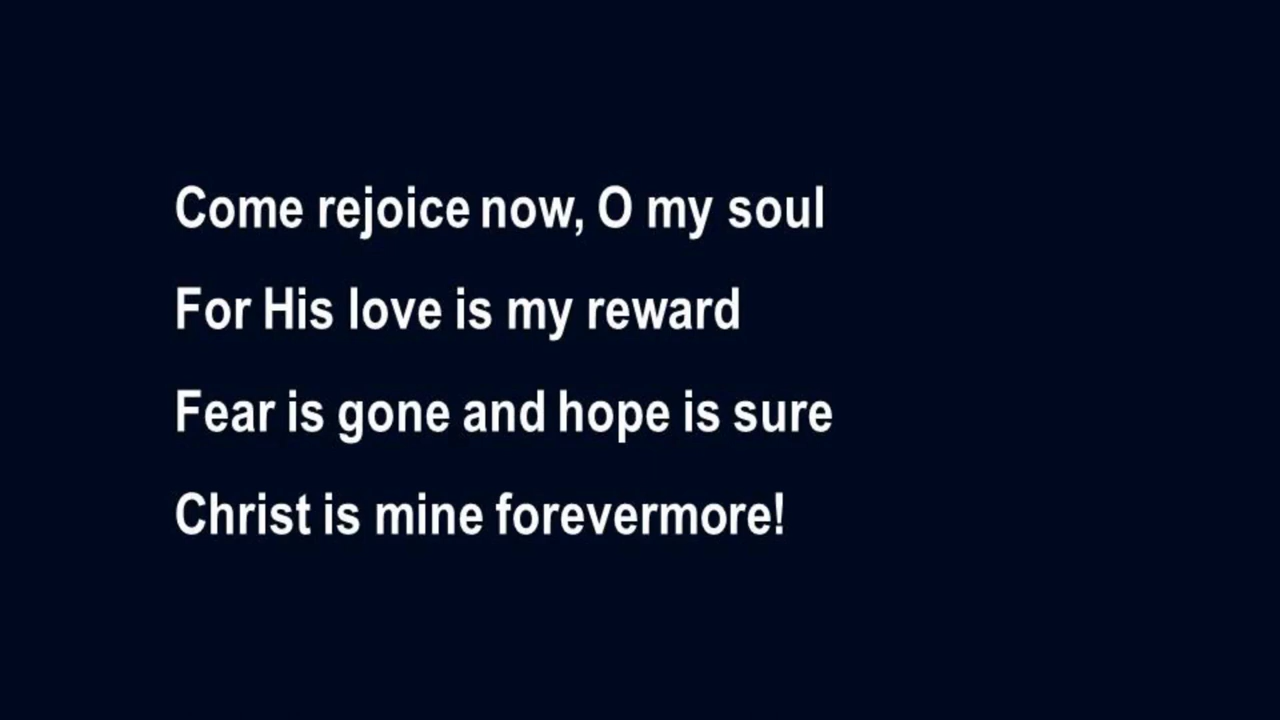 Come rejoice now, O my soul
For His love is my reward
Fear is gone and hope is sure
Christ is mine forevermore!